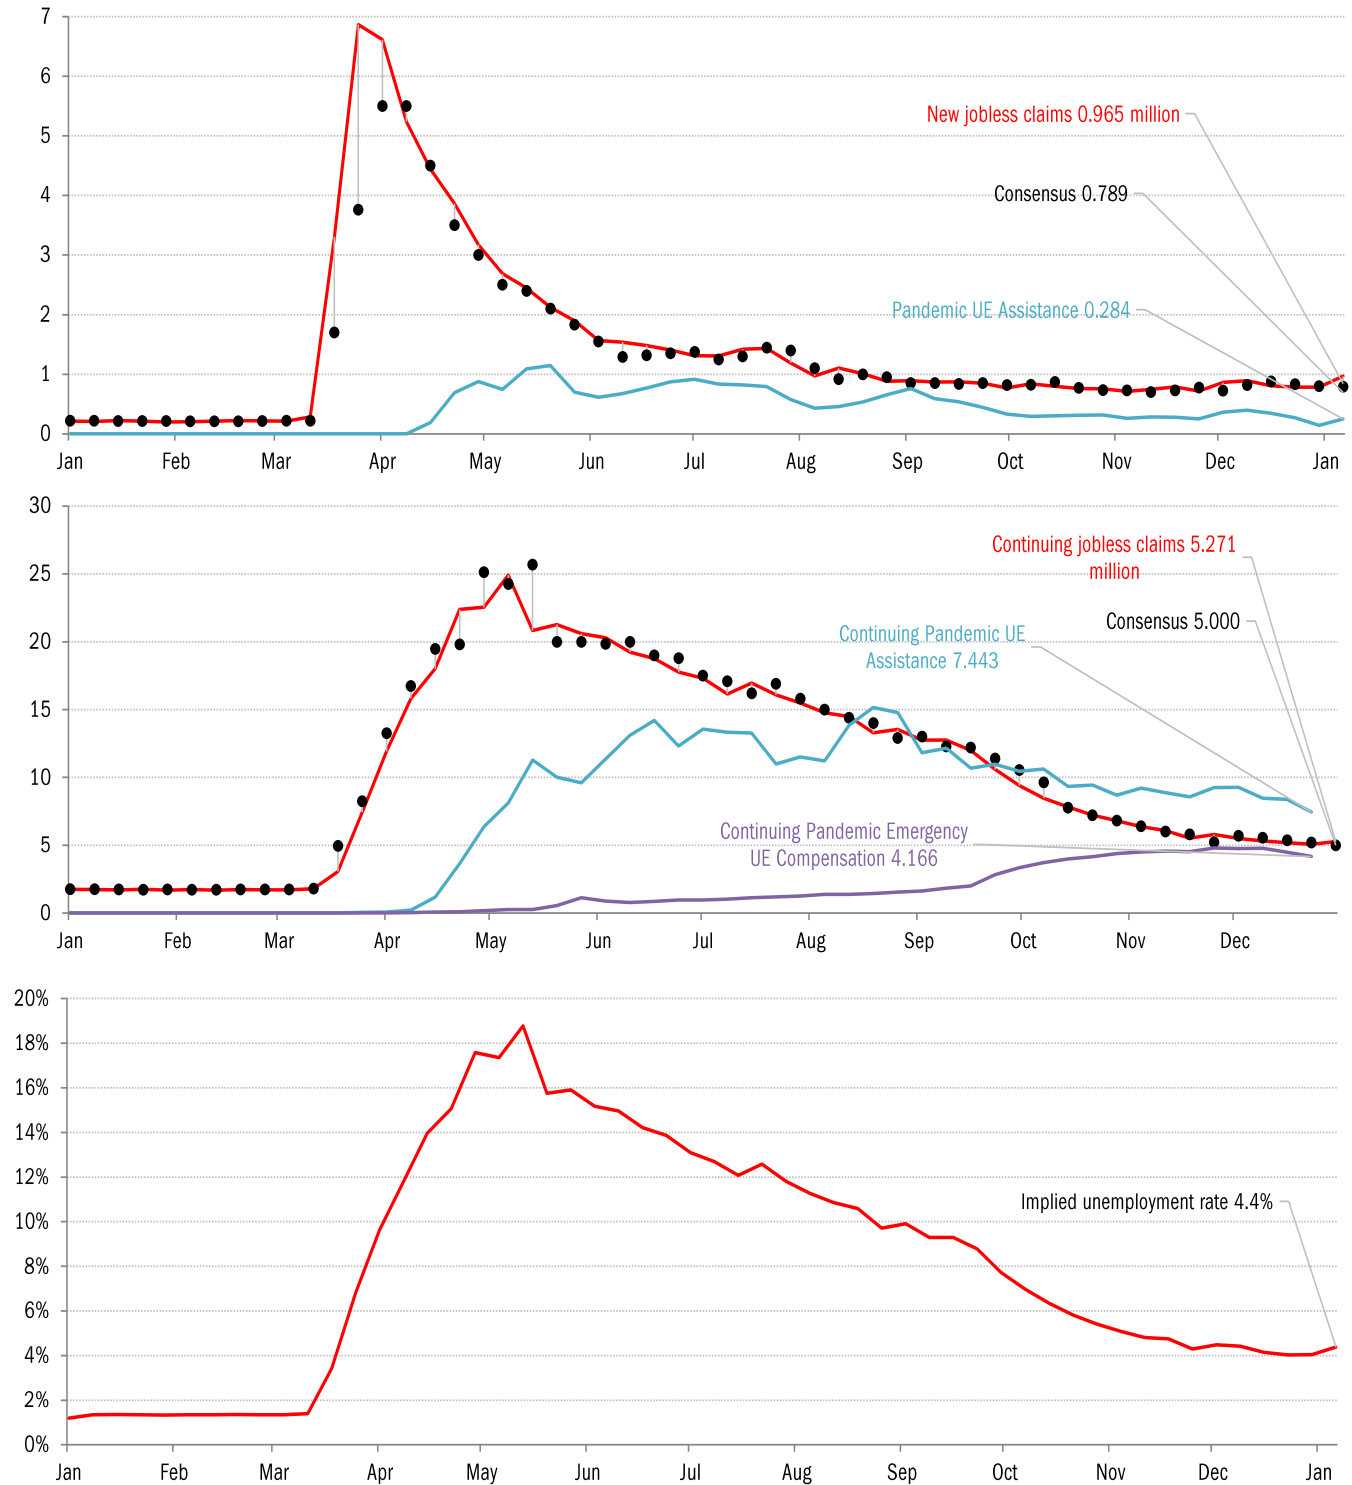 7
6
5
4
3
2
1
0
New jobless claims 0.965 million
Consensus 0.789
Pandemic UE Assistance 0.284
Jan Feb Mar Apr May Jun Jul Aug Sep Oct Nov Dec Jan
30
25
20
15
10
5
0
Continuing jobless claims 5.271
million
Consensus 5.000
Continuing Pandemic UE
Assistance 7.443
Continuing Pandemic Emergency
UE Compensation 4.166
Jan Feb Mar Apr May Jun Jul Aug Sep Oct Nov Dec
20%
18%
16%
14%
12%
10%
8%
6%
4%
2%
0%
Implied unemployment rate 4.4%
Jan Feb Mar Apr May Jun Jul Aug Sep Oct Nov Dec Jan